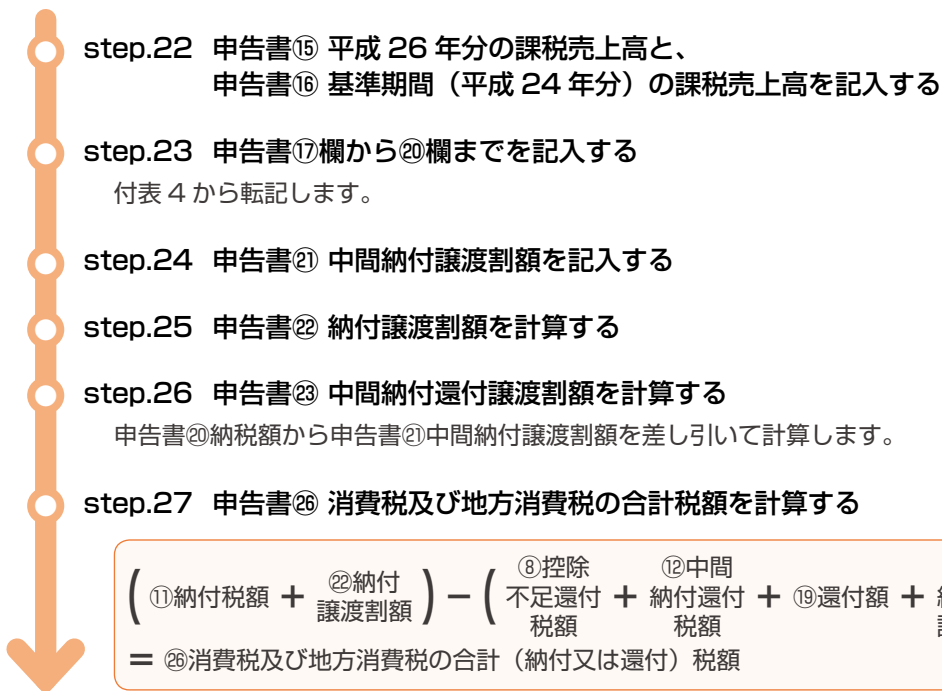 step.22 申告書⑮ 平成 26 年分の課税売上高と、
申告書⑯ 基準期間（平成 24 年分）の課税売上高を記入する
step.23 申告書⑰欄から⑳欄までを記入する
付表 4 から転記します。
step.24 申告書㉑ 中間納付譲渡割額を記入する
step.25 申告書㉒ 納付譲渡割額を計算する
step.26 申告書㉓ 中間納付還付譲渡割額を計算する
申告書⑳納税額から申告書㉑中間納付譲渡割額を差し引いて計算します。
step.27 申告書㉖ 消費税及び地方消費税の合計税額を計算する
(⑪納付税額 + ㉒納付譲渡割額) − (⑧控除不足還付税額 + ⑫中間納付還付税額 + ⑲還付額 +
= ㉖消費税及び地方消費税の合計（納付又は還付）税額